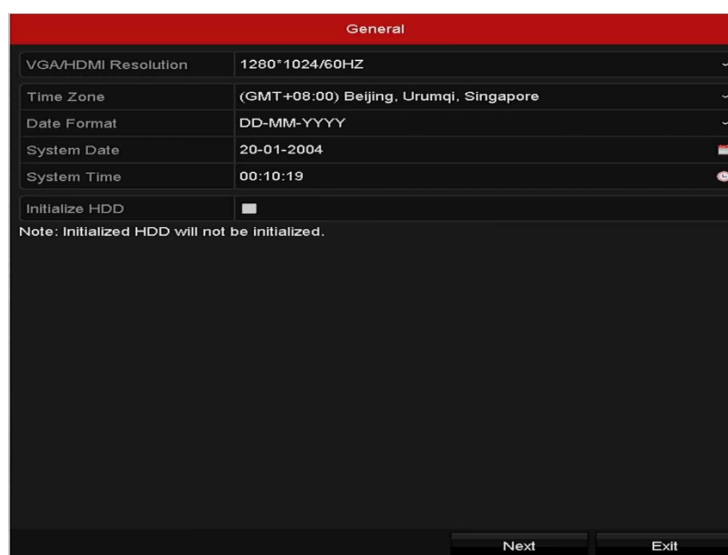 General
VGA/HDMI Resolution 1280*1024/60HZ
Time Zone (GMT+08:00) Beijing, Urumqi, Singapore
Date Format DD-MM-YYYY
System Date 20-01-2004
System Time 00:10:19
Initialize HDD
Note: Initialized HDD will not be initialized.
Next Exit